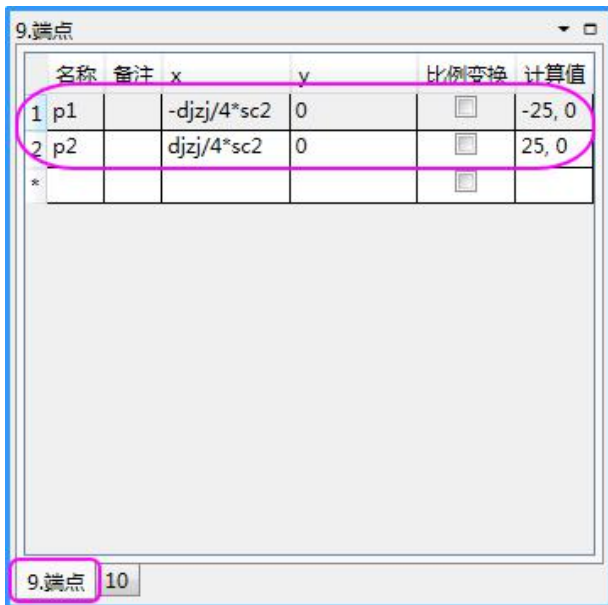 9.端点
名称 备注 x y 比例变换 计算值
1 p1 -djzj/4*sc2 0 -25, 0
2 p2 djzj/4*sc2 0 25, 0
*
9.端点 10